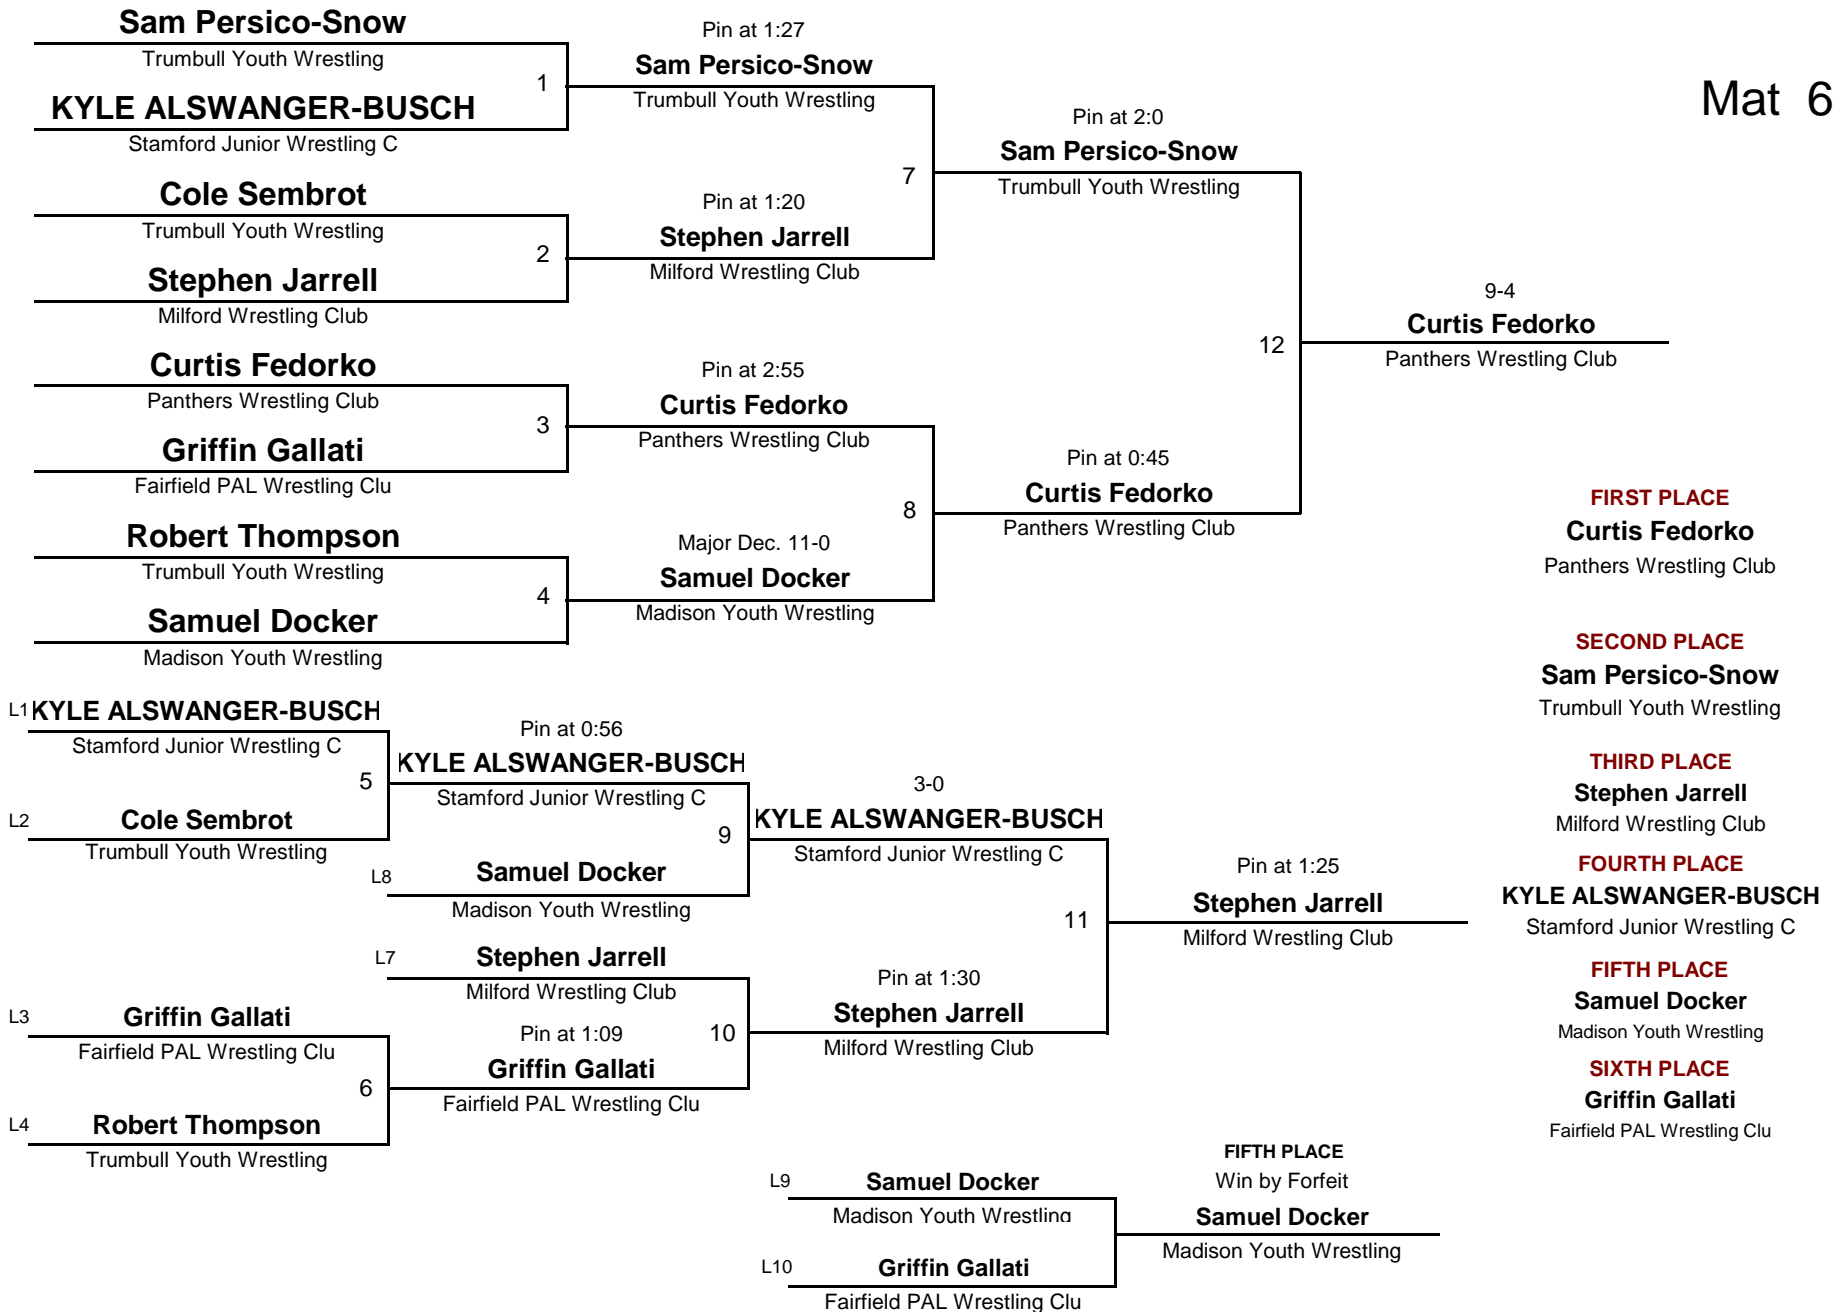 Mat 6
Sam Persico-Snow
Trumbull Youth Wrestling
1
KYLE ALSWANGER-BUSCH
Stamford Junior Wrestling C
Cole Sembrot
Trumbull Youth Wrestling
2
Stephen Jarrell
Milford Wrestling Club
Curtis Fedorko
Panthers Wrestling Club
3
Griffin Gallati
Fairfield PAL Wrestling Clu
Robert Thompson
Trumbull Youth Wrestling
4
Samuel Docker
Madison Youth Wrestling
Pin at 1:27
Sam Persico-Snow
Trumbull Youth Wrestling
7
Pin at 1:20
Stephen Jarrell
Milford Wrestling Club
Pin at 2:55
Curtis Fedorko
Panthers Wrestling Club
8
Major Dec. 11-0
Samuel Docker
Madison Youth Wrestling
Pin at 2:0
Sam Persico-Snow
Trumbull Youth Wrestling
12
Pin at 0:45
Curtis Fedorko
Panthers Wrestling Club
9-4
Curtis Fedorko
Panthers Wrestling Club
L1 KYLE ALSWANGER-BUSCH
Stamford Junior Wrestling C
5
L2 Cole Sembrot
Trumbull Youth Wrestling
L3 Griffin Gallati
Fairfield PAL Wrestling Clu
6
L4 Robert Thompson
Trumbull Youth Wrestling
Pin at 0:56
KYLE ALSWANGER-BUSCH
Stamford Junior Wrestling C
9
L8 Samuel Docker
Madison Youth Wrestling
L7 Stephen Jarrell
Milford Wrestling Club
10
Pin at 1:09
Griffin Gallati
Fairfield PAL Wrestling Clu
3-0
KYLE ALSWANGER-BUSCH
Stamford Junior Wrestling C
11
Pin at 1:30
Stephen Jarrell
Milford Wrestling Club
Pin at 1:25
Stephen Jarrell
Milford Wrestling Club
L9 Samuel Docker
Madison Youth Wrestling
L10 Griffin Gallati
Fairfield PAL Wrestling Clu
FIFTH PLACE
Win by Forfeit
Samuel Docker
Madison Youth Wrestling
FIRST PLACE
Curtis Fedorko
Panthers Wrestling Club
SECOND PLACE
Sam Persico-Snow
Trumbull Youth Wrestling
THIRD PLACE
Stephen Jarrell
Milford Wrestling Club
FOURTH PLACE
KYLE ALSWANGER-BUSCH
Stamford Junior Wrestling C
FIFTH PLACE
Samuel Docker
Madison Youth Wrestling
SIXTH PLACE
Griffin Gallati
Fairfield PAL Wrestling Clu